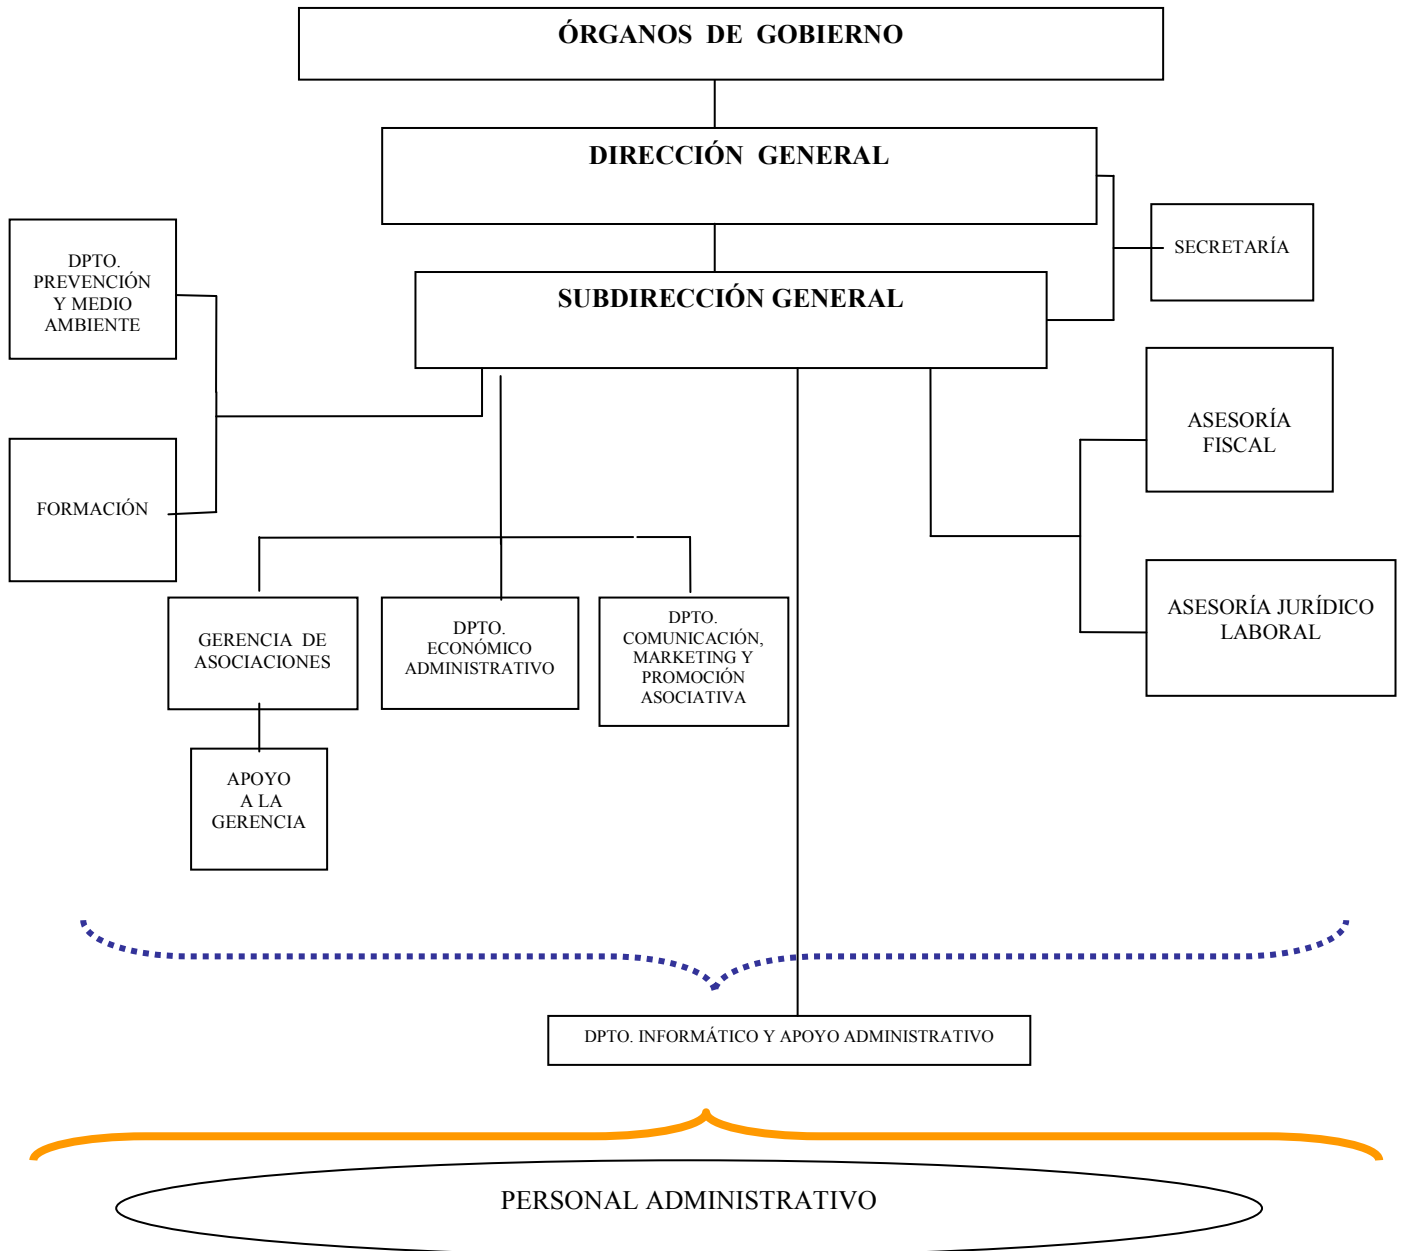 ÓRGANOS DE GOBIERNO
DIRECCIÓN GENERAL
SECRETARÍA
DPTO.
PREVENCIÓN
Y MEDIO
AMBIENTE
SUBDIRECCIÓN GENERAL
ASESORÍA
FISCAL
FORMACIÓN
GERENCIA DE
ASOCIACIONES
DPTO.
ECONÓMICO
ADMINISTRATIVO
DPTO.
COMUNICACIÓN,
MARKETING Y
PROMOCIÓN
ASOCIATIVA
ASESORÍA JURÍDICO
LABORAL
APOYO
A LA
GERENCIA
DPTO. INFORMÁTICO Y APOYO ADMINISTRATIVO
PERSONAL ADMINISTRATIVO